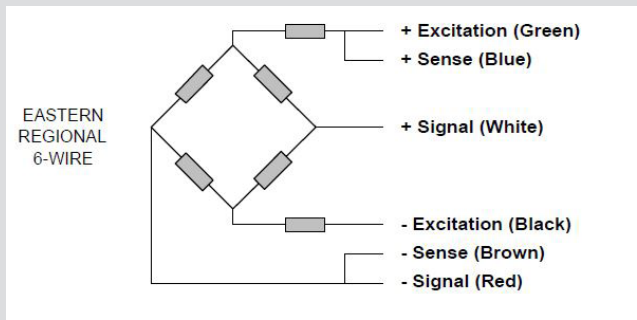 + Excitation (Green)
+ Sense (Blue)
EASTERN
REGIONAL
6-WIRE
+ Signal (White)
- Excitation (Black)
- Sense (Brown)
- Signal (Red)